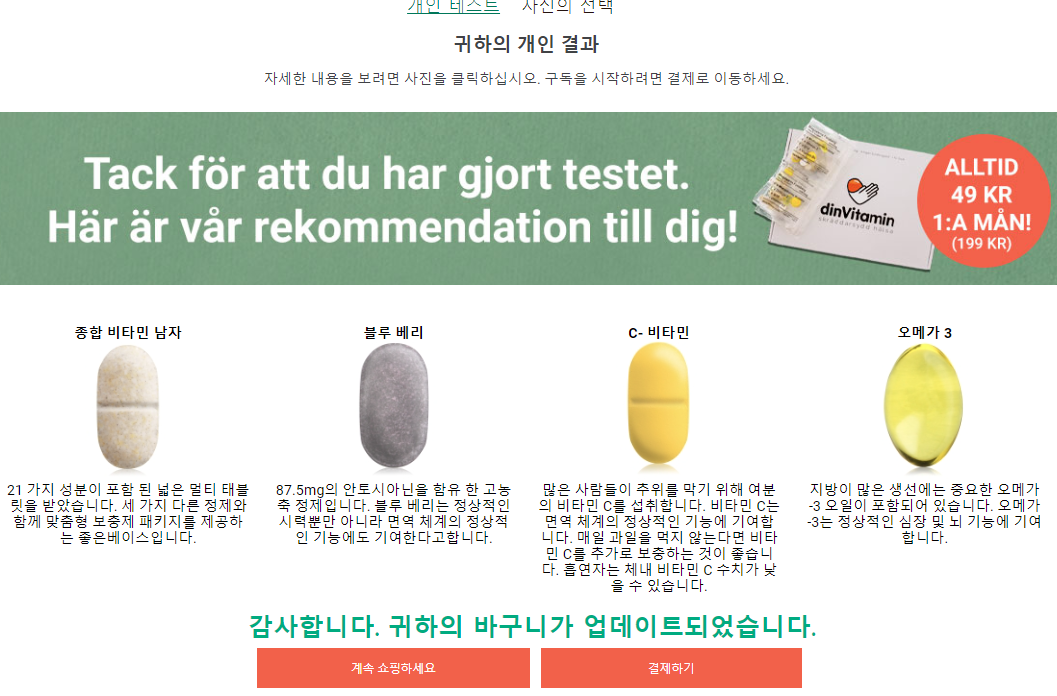 개인 테스트 사신의 선택
귀하의 개인 결과
자세한 내용을 보려면 사진을 클릭하십시오. 구독을 시작하려면 결제로 이동하세요.
Tack för att du har gjort testet.
Här är vår rekommendation till dig!
dinVitamin
skräddarsydd hälsa
ALLTID
49 KR
1:A MÅN!
(199 KR)
종합 비타민 남자
21 가지 성분이 포함 된 넓은 멀티 태블
릿을 받았습니다. 세 가지 다른 정제와
함께 맞춤형 보충제 패키지를 제공하
는 좋은베이스입니다.
블루 베리
87.5mg의 안토시아닌을 함유 한 고농
축 정제입니다. 블루 베리는 정상적인
시력뿐만 아니라 면역 체계의 정상적
인 기능에도 기여한다고합니다.
C- 비타민
많은 사람들이 추위를 막기 위해 여분
의 비타민 C를 섭취합니다. 비타민 C는
면역 체계의 정상적인 기능에 기여합
니다. 매일 과일을 먹지 않는다면 비타
민 C를 추가로 보충하는 것이 좋습니
다. 흡연자는 체내 비타민 C 수치가 낮
을 수 있습니다.
오메가 3
지방이 많은 생선에는 중요한 오메가
-3 오일이 포함되어 있습니다. 오메가
-3는 정상적인 심장 및 뇌 기능에 기여
합니다.
감사합니다. 귀하의 바구니가 업데이트되었습니다.
계속 쇼핑하세요
결제하기